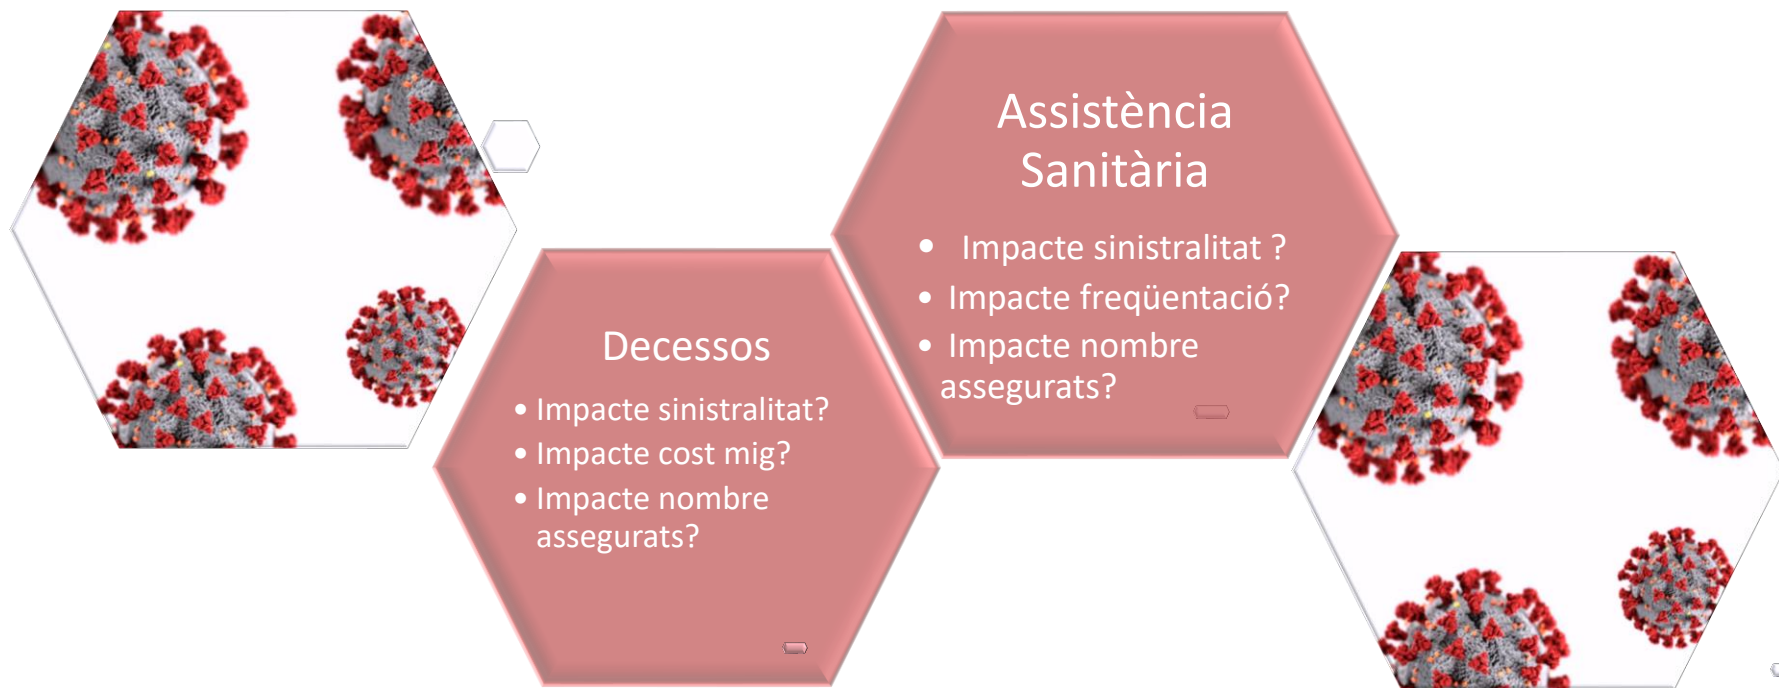 Assistència
Sanitària
• Impacte sinistralitat ?
• Impacte freqüentació?
• Impacte nombre
assegurats?
Decessos
• Impacte sinistralitat?
• Impacte cost mig?
• Impacte nombre
assegurats?